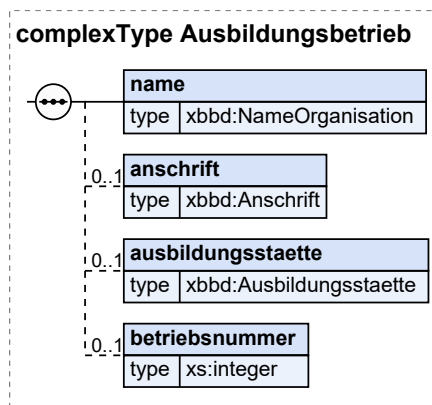 complexType Ausbildungsbetrieb
name
type xbbd:NameOrganisation
0..1 anschrift
type xbbd:Anschrift
0..1 ausbildungsstaette
type xbbd:Ausbildungsstaette
0..1 betriebsnummer
type xs:integer